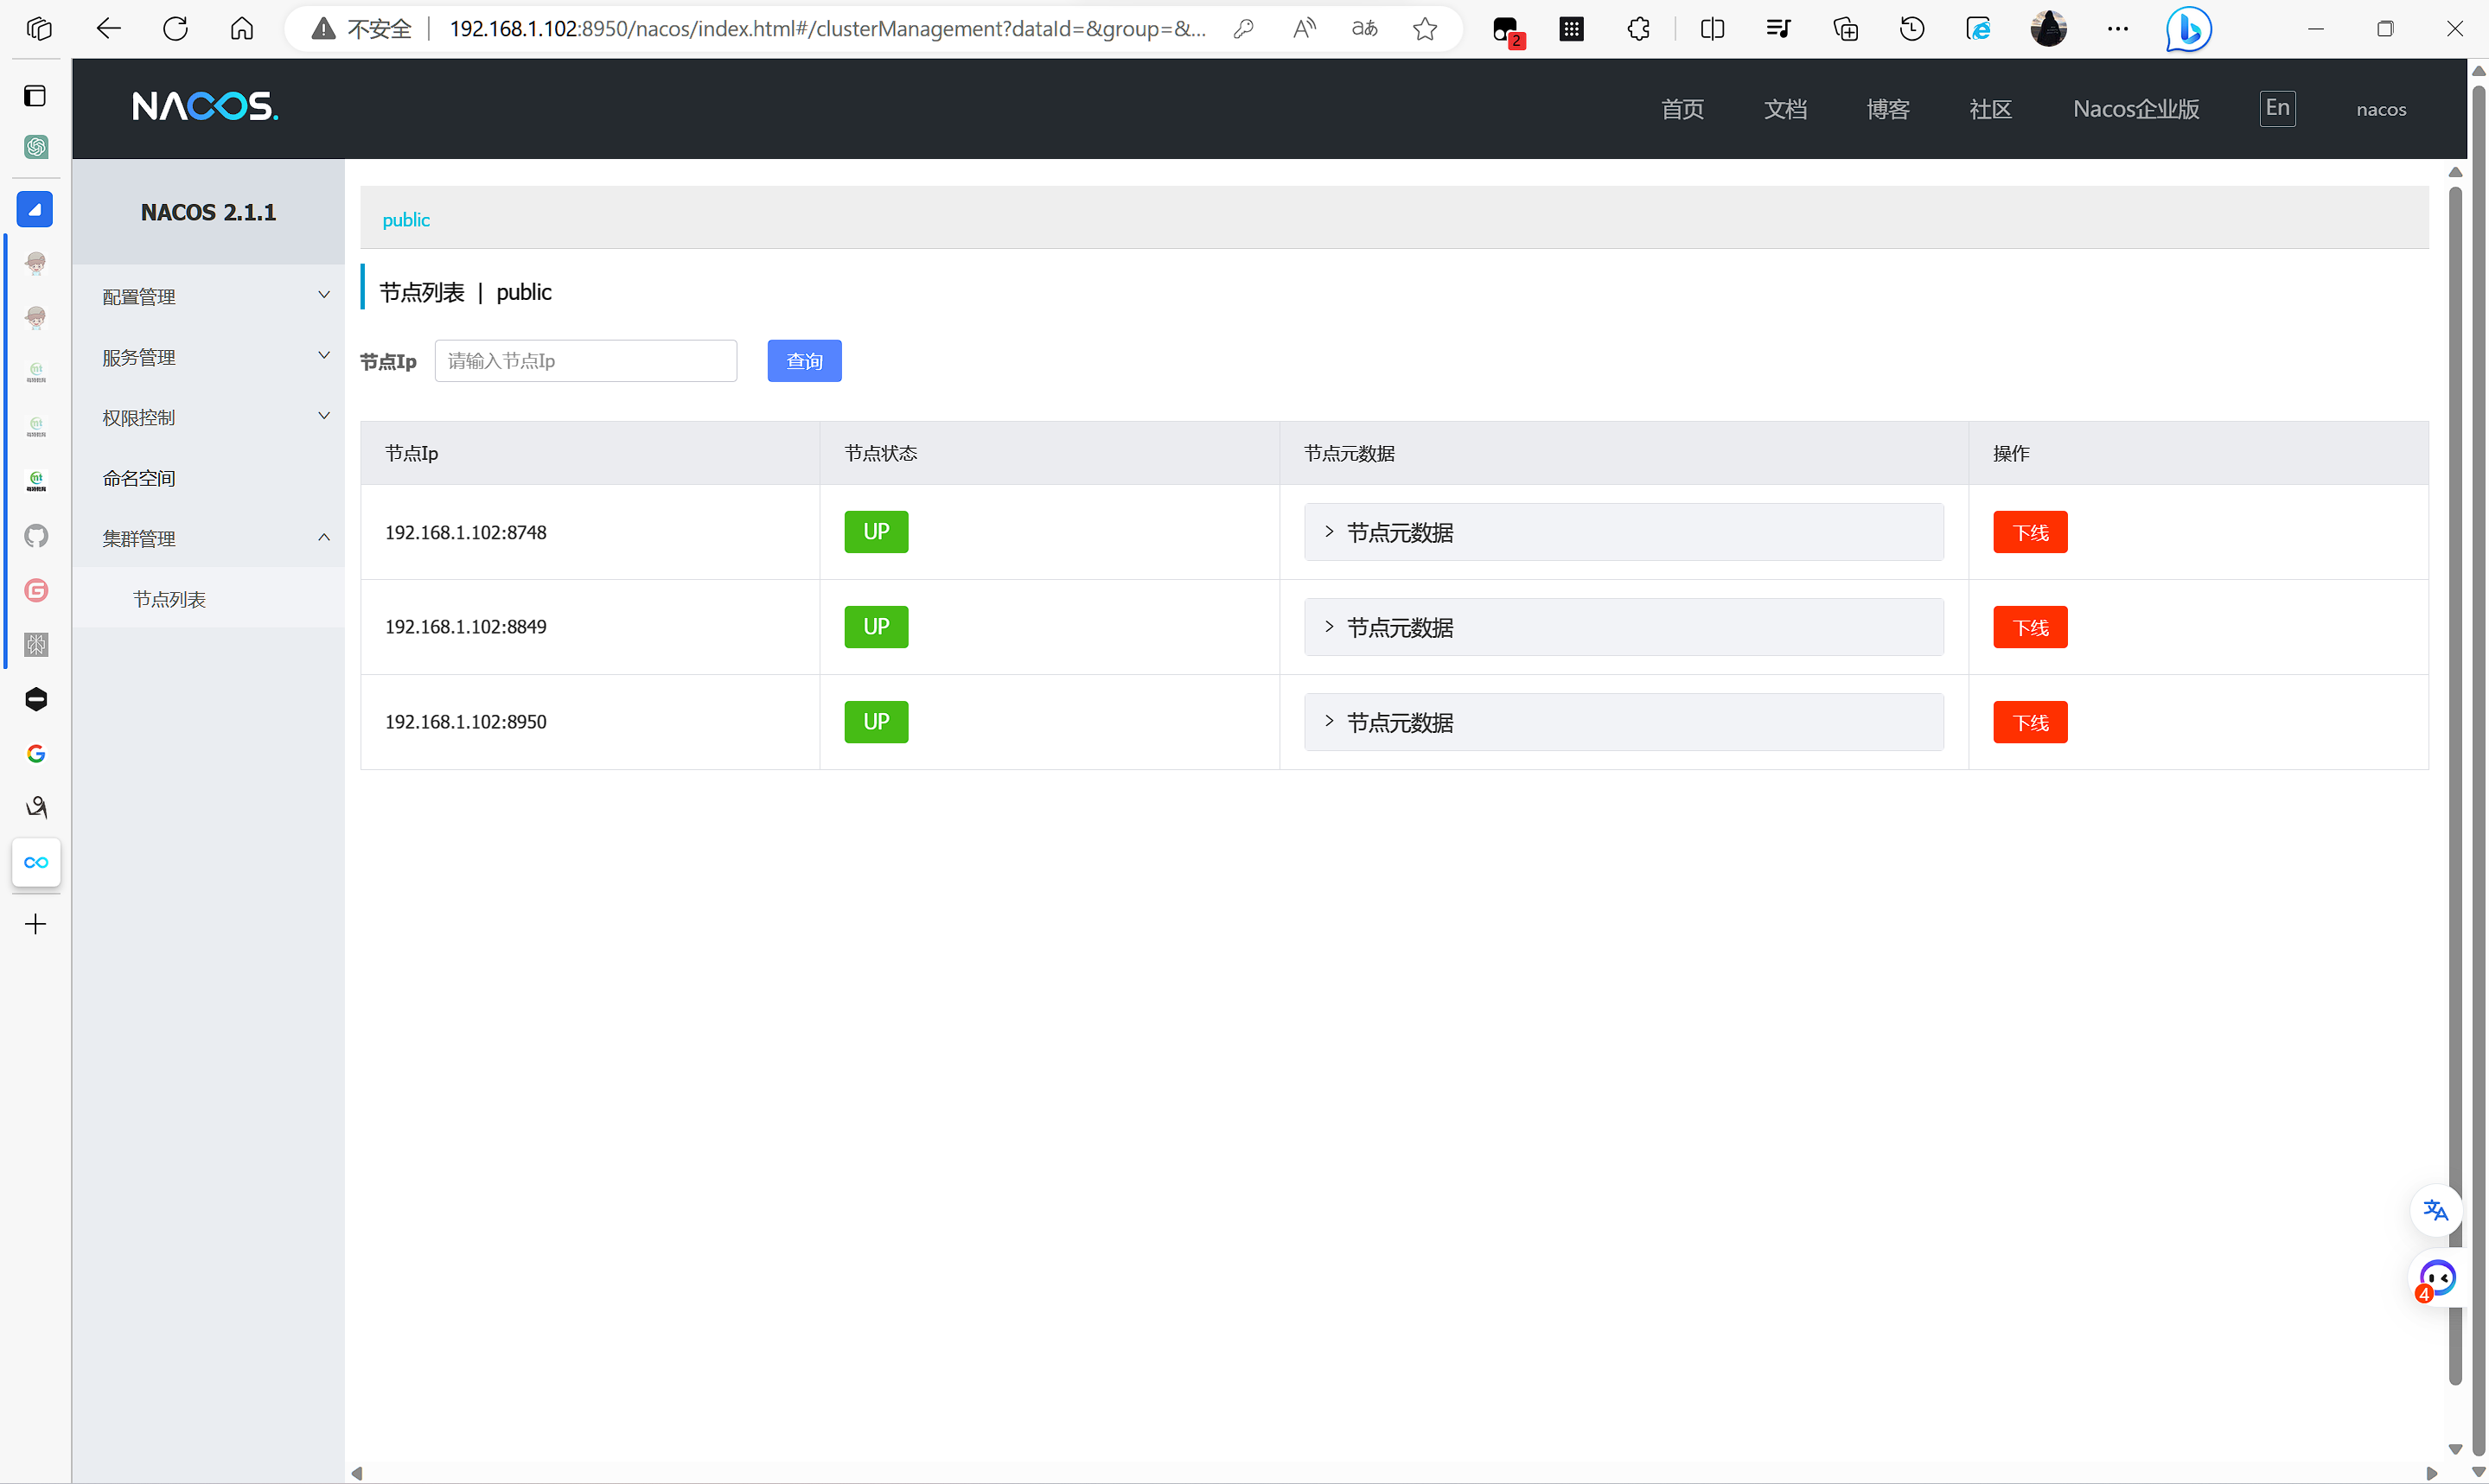 不安全 | 192.168.1.102:8950/nacos/index.html#/clusterManagement?dataId=&group=&...
2
NACOS.
首页 文档 博客 社区 Nacos企业版 En nacos
NACOS 2.1.1
配置管理
服务管理
权限控制
命名空间
集群管理
节点列表
public
节点列表 | public
节点Ip 请输入节点Ip 查询
节点Ip 节点状态 节点元数据 操作
192.168.1.102:8748 UP 节点元数据 下线
192.168.1.102:8849 UP 节点元数据 下线
192.168.1.102:8950 UP 节点元数据 下线
4